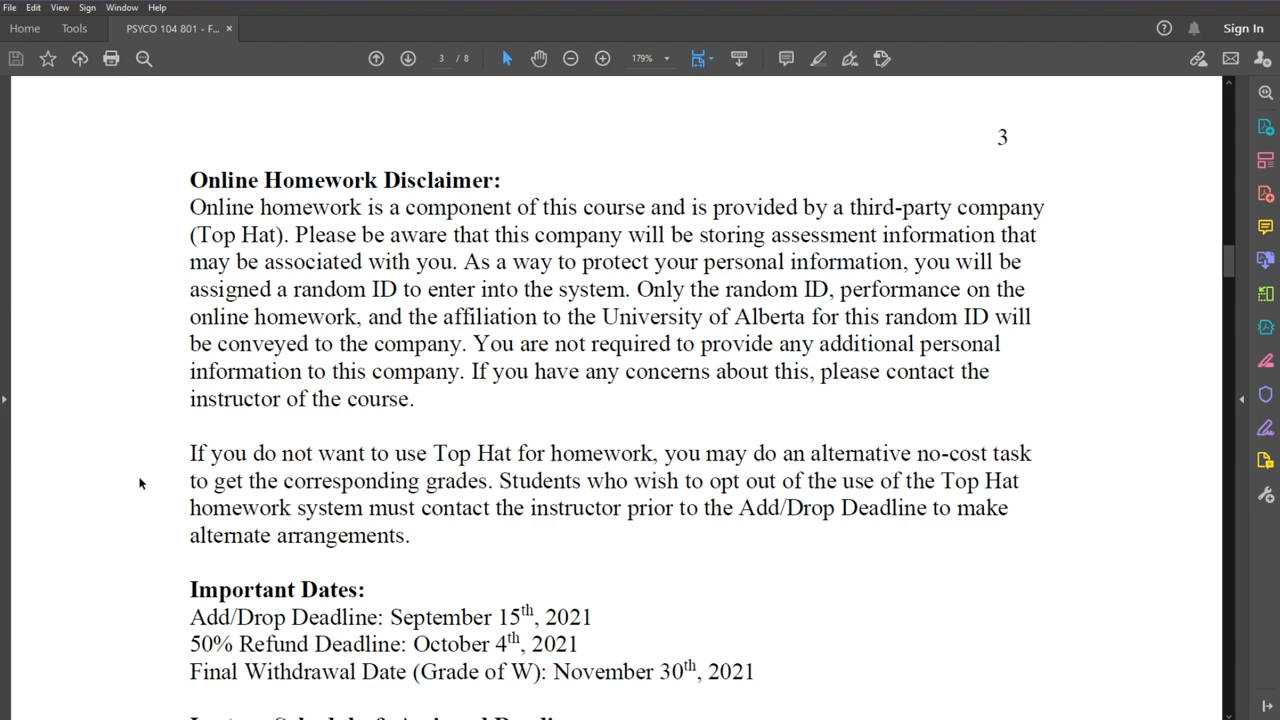 File Edit View Sign Window Help
Home Tools PSYCO 104 801 - F... × Sign In
3 / 8 179%
3
Online Homework Disclaimer:
Online homework is a component of this course and is provided by a third-party company
(Top Hat). Please be aware that this company will be storing assessment information that
may be associated with you. As a way to protect your personal information, you will be
assigned a random ID to enter into the system. Only the random ID, performance on the
online homework, and the affiliation to the University of Alberta for this random ID will
be conveyed to the company. You are not required to provide any additional personal
information to this company. If you have any concerns about this, please contact the
instructor of the course.
If you do not want to use Top Hat for homework, you may do an alternative no-cost task
to get the corresponding grades. Students who wish to opt out of the use of the Top Hat
homework system must contact the instructor prior to the Add/Drop Deadline to make
alternate arrangements.
Important Dates:
Add/Drop Deadline: September 15th, 2021
50% Refund Deadline: October 4th, 2021
Final Withdrawal Date (Grade of W): November 30th, 2021